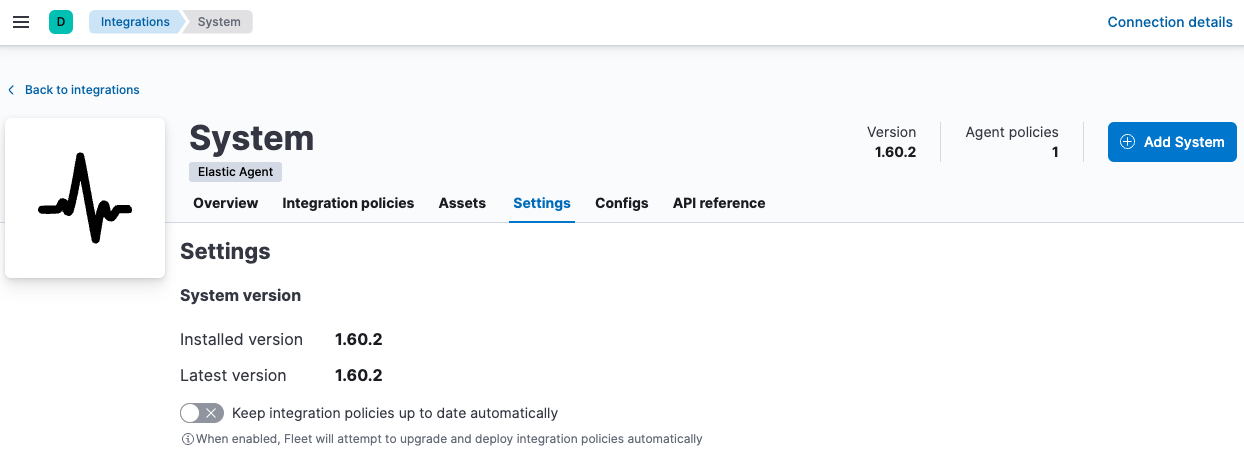 D
Integrations
System
Connection details
Back to integrations
System
Elastic Agent
Version
1.60.2
Agent policies
1
Add System
Overview
Integration policies
Assets
Settings
Configs
API reference
Settings
System version
Installed version 1.60.2
Latest version 1.60.2
Keep integration policies up to date automatically
When enabled, Fleet will attempt to upgrade and deploy integration policies automatically